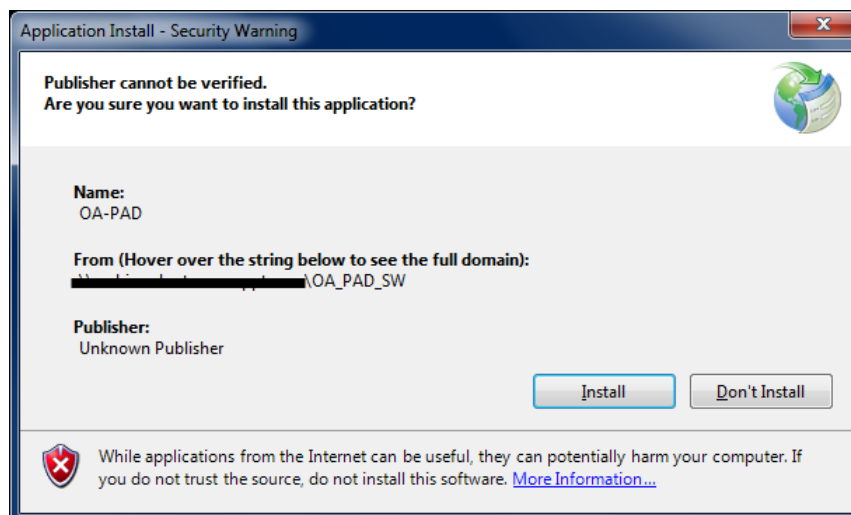 Application Install - Security Warning
Publisher cannot be verified.
Are you sure you want to install this application?
Name:
OA-PAD
From (Hover over the string below to see the full domain):
\OA_PAD_SW
Publisher:
Unknown Publisher
Install
Don't Install
While applications from the Internet can be useful, they can potentially harm your computer. If
you do not trust the source, do not install this software. More Information...